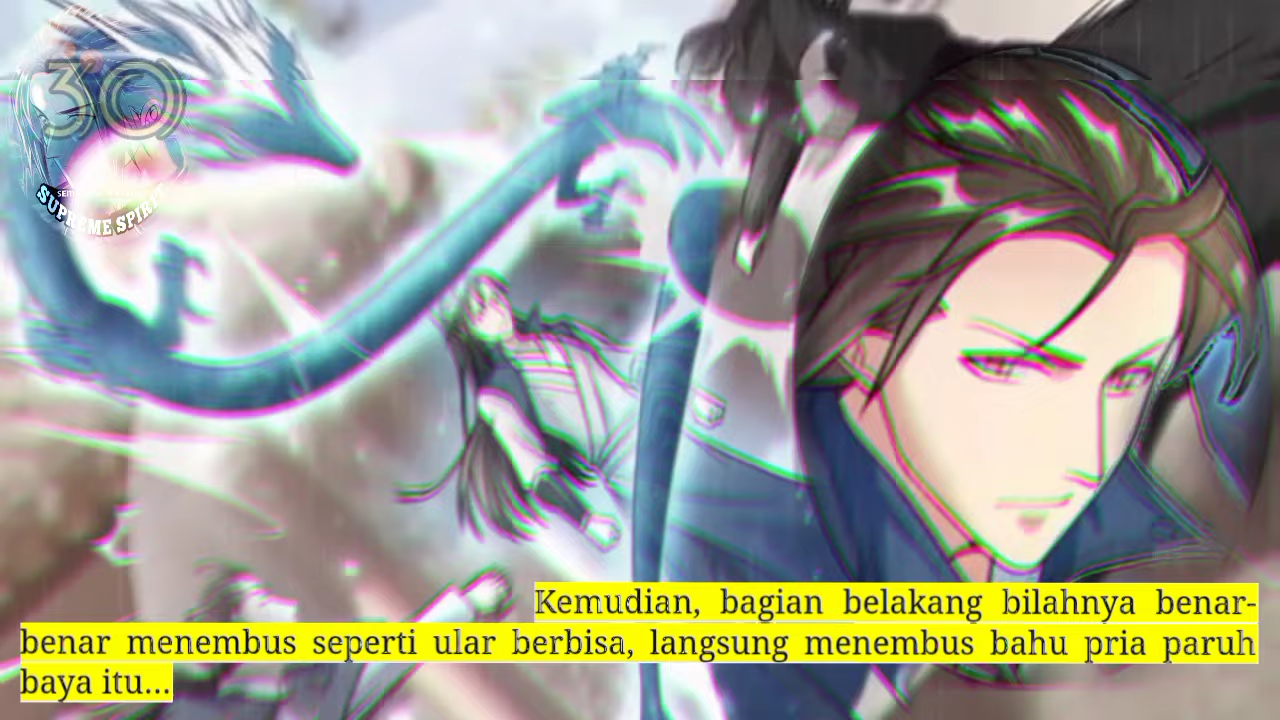 3O
SUPREME SPIRIT
Kemudian, bagian belakang bilahnya benar-
benar menembus seperti ular berbisa, langsung menembus bahu pria paruh
baya itu...